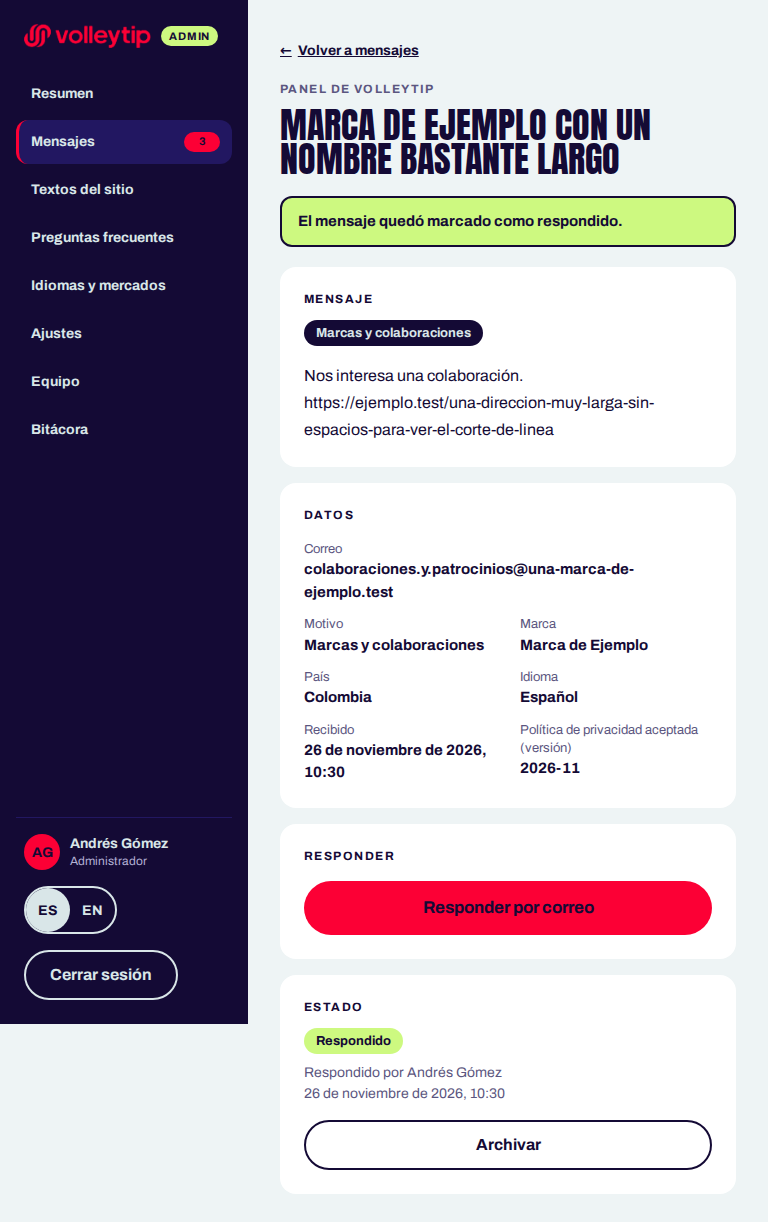 volleytip ADMIN
Resumen
Mensajes 3
Textos del sitio
Preguntas frecuentes
Idiomas y mercados
Ajustes
Equipo
Bitácora
AG
Andrés Gómez
Administrador
ES EN
Cerrar sesión
← Volver a mensajes
PANEL DE VOLLEYTIP
MARCA DE EJEMPLO CON UN
NOMBRE BASTANTE LARGO
El mensaje quedó marcado como respondido.
MENSAJE
Marcas y colaboraciones
Nos interesa una colaboración.
https://ejemplo.test/una-direccion-muy-larga-sin-
espacios-para-ver-el-corte-de-linea
DATOS
Correo
colaboraciones.y.patrocinios@una-marca-de-
ejemplo.test
Motivo
Marcas y colaboraciones
Marca
Marca de Ejemplo
País
Colombia
Idioma
Español
Recibido
26 de noviembre de 2026,
10:30
Política de privacidad aceptada
(versión)
2026-11
RESPONDER
Responder por correo
ESTADO
Respondido
Respondido por Andrés Gómez
26 de noviembre de 2026, 10:30
Archivar